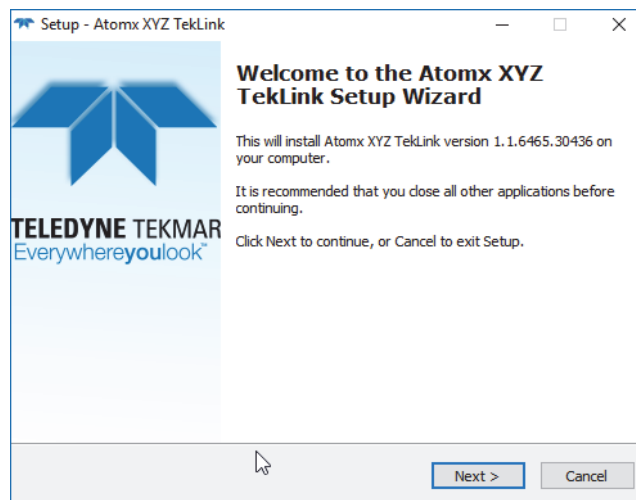 Setup - Atomx XYZ TekLink
Welcome to the Atomx XYZ
TekLink Setup Wizard
This will install Atomx XYZ TekLink version 1.1.6465.30436 on
your computer.
It is recommended that you close all other applications before
continuing.
Click Next to continue, or Cancel to exit Setup.
TELEDYNE TEKMAR
Everywhereyoulook™
Next >
Cancel